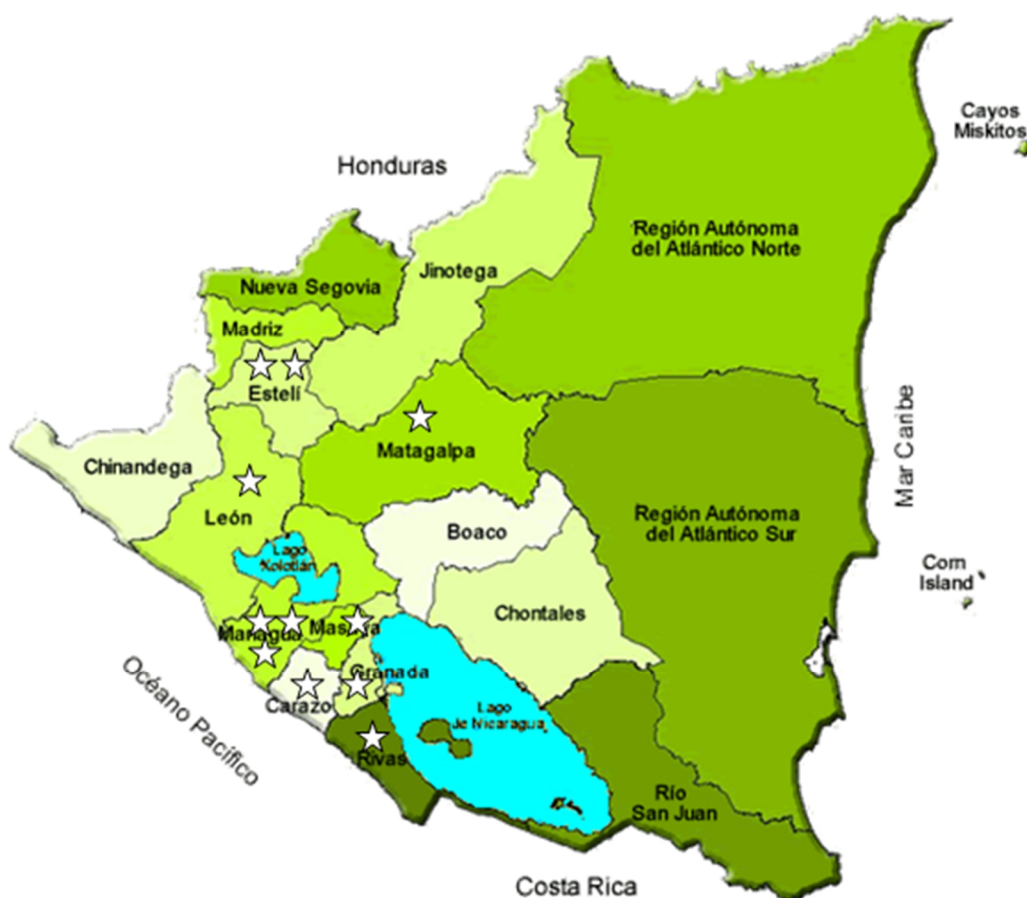 Cayos
Miskitos
Honduras
Región Autónoma
del Atlántico Norte
Jinotega
Nueva Segovia
Madriz
Estelí
Mar Caribe
Matagalpa
Chinandega
León
Región Autónoma
del Atlántico Sur
Boaco
Lago
Xolotlán
Corn
Island
Chontales
Managua
Masaya
Granada
Océano Pacífico
Carazo
Lago
de Nicaragua
Rivas
Río
San Juan
Costa Rica